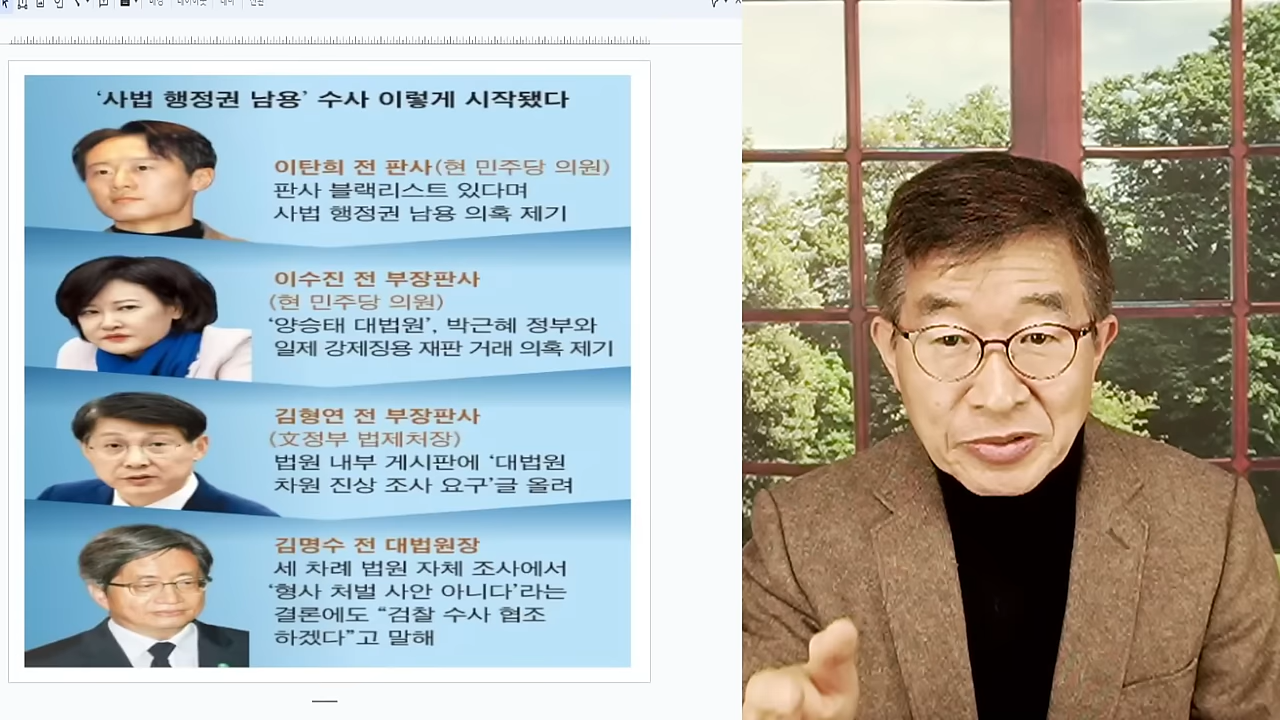 ‘사법 행정권 남용’ 수사 이렇게 시작됐다
이탄희 전 판사(현 민주당 의원)
판사 블랙리스트 있다며
사법 행정권 남용 의혹 제기
이수진 전 부장판사
(현 민주당 의원)
‘양승태 대법원’, 박근혜 정부와
일제 강제징용 재판 거래 의혹 제기
김형연 전 부장판사
(文정부 법제처장)
법원 내부 게시판에 ‘대법원
차원 진상 조사 요구’글 올려
김명수 전 대법원장
세 차례 법원 자체 조사에서
‘형사 처벌 사안 아니다’라는
결론에도 “검찰 수사 협조
하겠다”고 말해